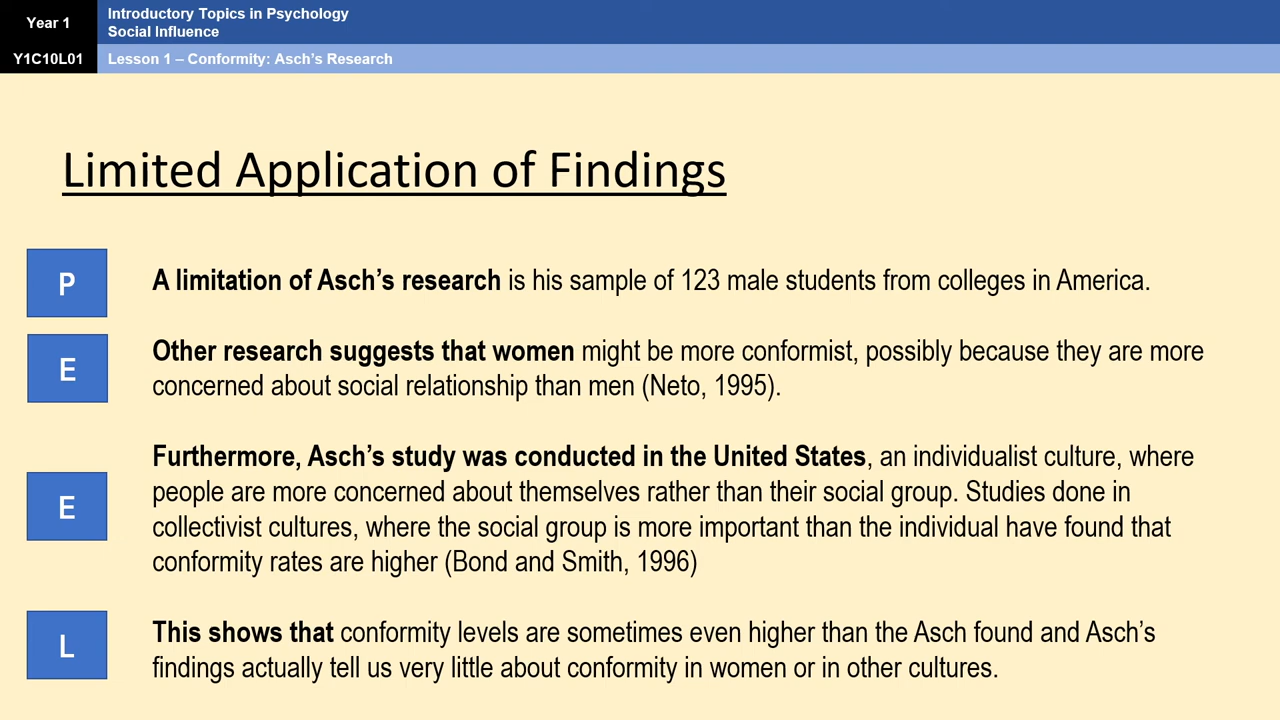 Year 1
Introductory Topics in Psychology
Social Influence
Y1C10L01
Lesson 1 – Conformity: Asch’s Research
Limited Application of Findings
P
A limitation of Asch’s research is his sample of 123 male students from colleges in America.
E
Other research suggests that women might be more conformist, possibly because they are more
concerned about social relationship than men (Neto, 1995).
E
Furthermore, Asch’s study was conducted in the United States, an individualist culture, where
people are more concerned about themselves rather than their social group. Studies done in
collectivist cultures, where the social group is more important than the individual have found that
conformity rates are higher (Bond and Smith, 1996)
L
This shows that conformity levels are sometimes even higher than the Asch found and Asch’s
findings actually tell us very little about conformity in women or in other cultures.